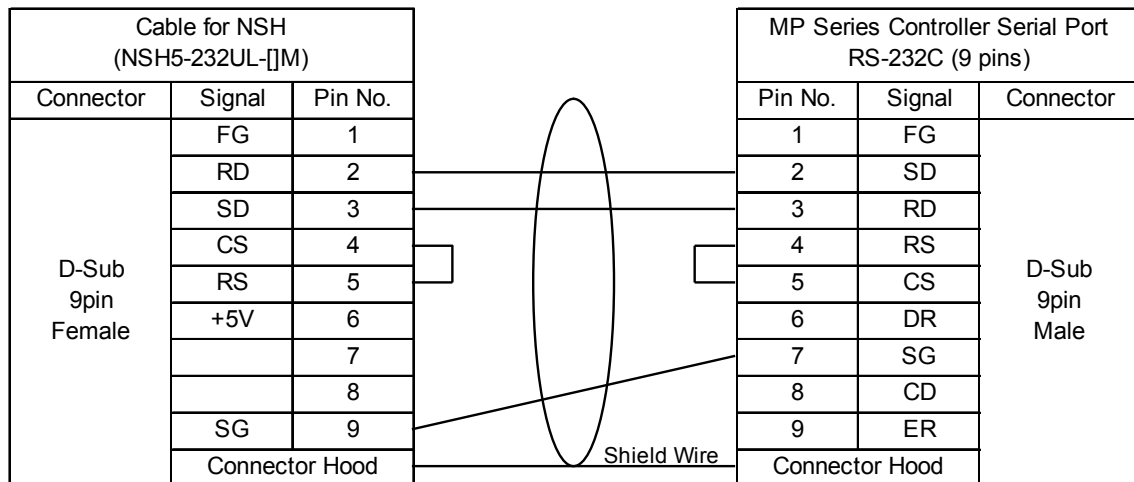 Cable for NSH
(NSH5-232UL-[]M)
MP Series Controller Serial Port
RS-232C (9 pins)
Connector Signal Pin No.
Pin No. Signal Connector
FG 1
1 FG
RD 2
2 SD
SD 3
3 RD
CS 4
4 RS
RS 5
5 CS
+5V 6
6 DR
7
7 SG
8
8 CD
SG 9
9 ER
D-Sub
9pin
Female
D-Sub
9pin
Male
Connector Hood
Shield Wire
Connector Hood